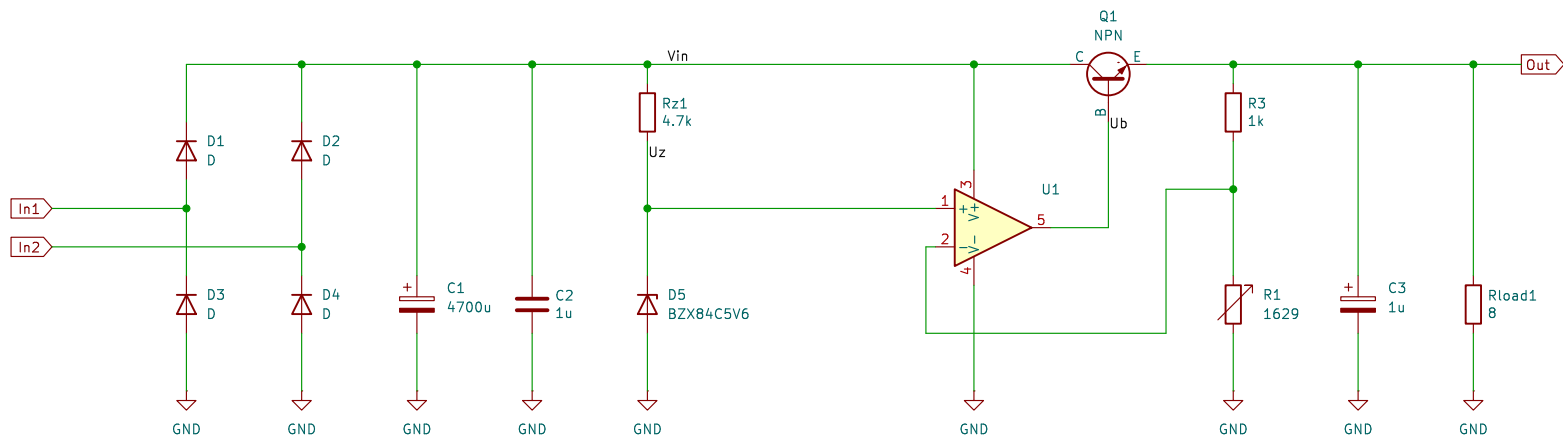 Q1
NPN
Vin
C
E
Out
Rz1
4.7k
B
Ub
R3
1k
D1
D
D2
D
Uz
3
U1
In1
1
+
V+
5
In2
2
V-
4
D3
D
D4
D
+
C1
4700u
C2
1u
D5
BZX84C5V6
R1
1629
+
C3
1u
Rload1
8
GND
GND
GND
GND
GND
GND
GND
GND
GND